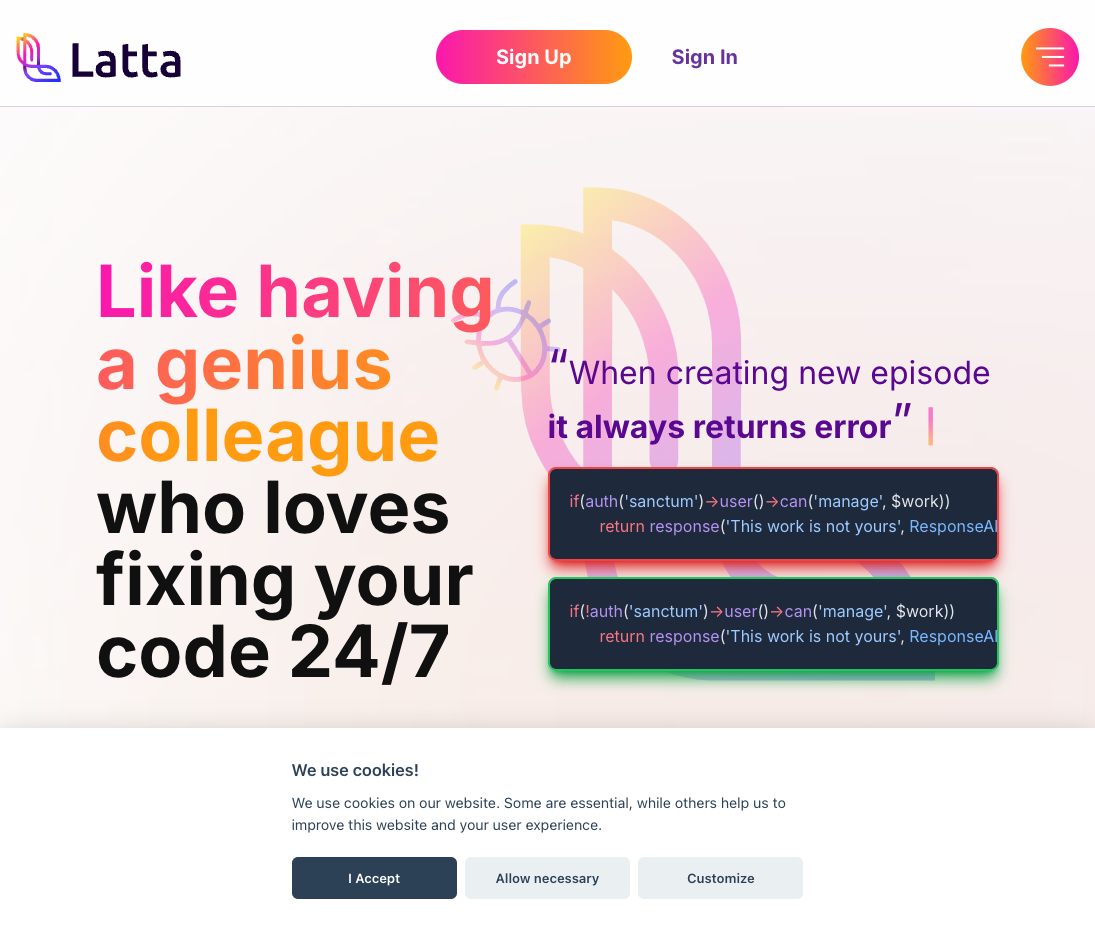 Latta
Sign Up
Sign In
Like having
a genius
colleague
who loves
fixing your
code 24/7
“When creating new episode
it always returns error”
if(auth('sanctum')→user()→can('manage', $work))
return response('This work is not yours', ResponseAl
if(!auth('sanctum')→user()→can('manage', $work))
return response('This work is not yours', ResponseAl
We use cookies!
We use cookies on our website. Some are essential, while others help us to
improve this website and your user experience.
I Accept
Allow necessary
Customize